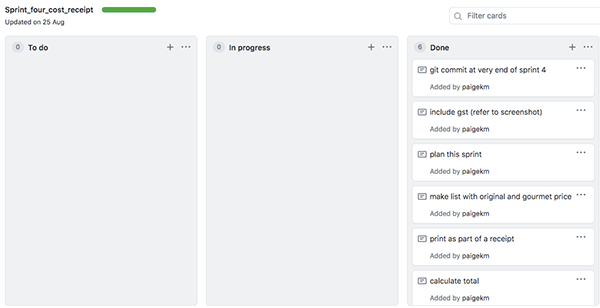 Sprint_four_cost_receipt
Updated on 25 Aug
Filter cards
0 To do
0 In progress
6 Done
git commit at very end of sprint 4
Added by paigekm
include gst (refer to screenshot)
Added by paigekm
plan this sprint
Added by paigekm
make list with original and gourmet price
Added by paigekm
print as part of a receipt
Added by paigekm
calculate total
Added by paigekm